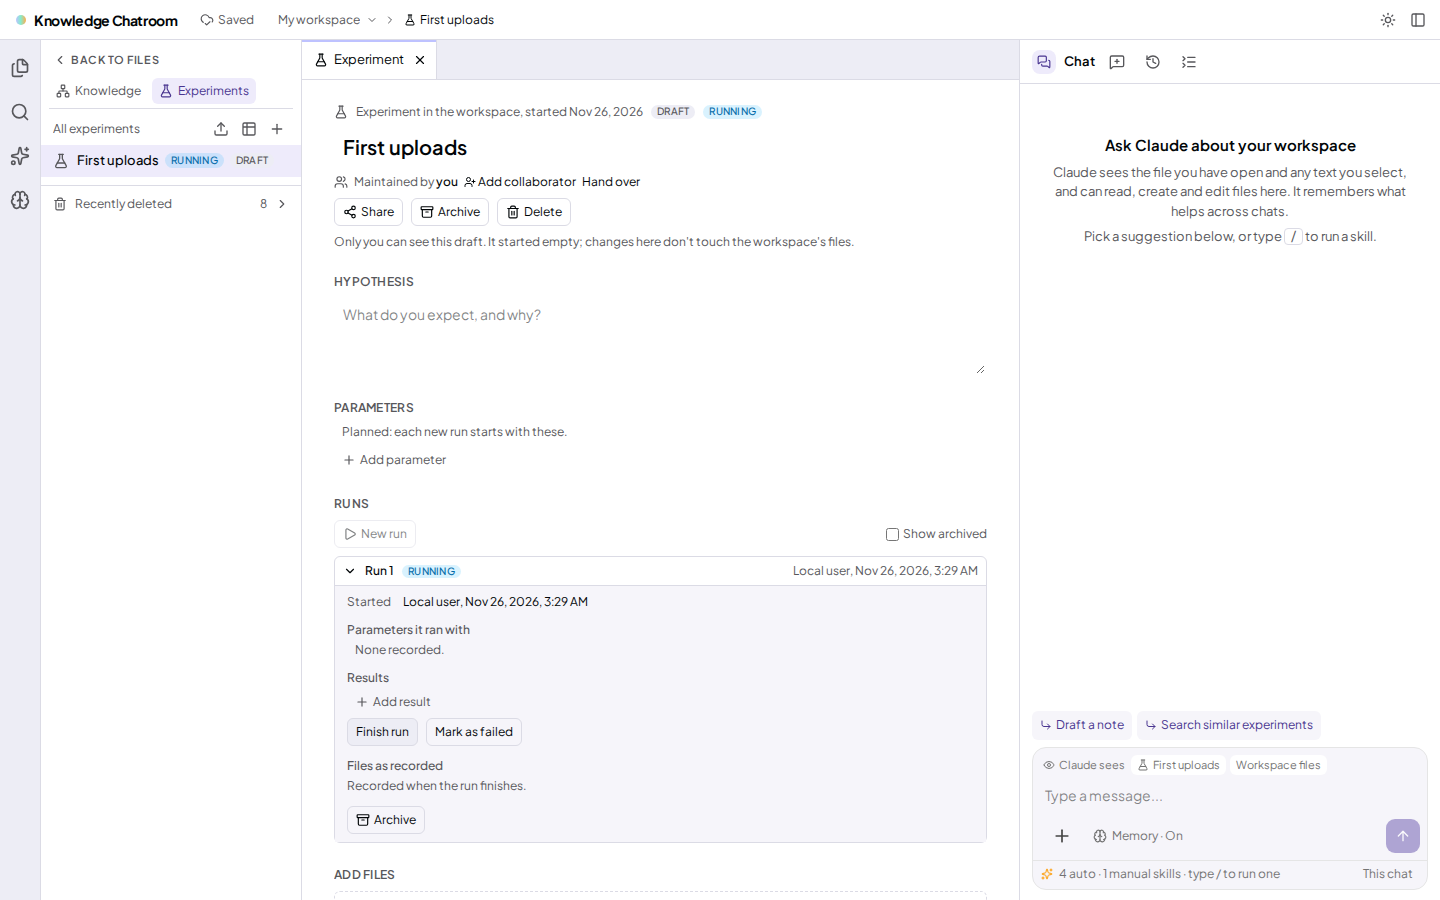 Knowledge Chatroom
Saved
My workspace
First uploads
BACK TO FILES
Knowledge
Experiments
All experiments
First uploads RUNNING DRAFT
Recently deleted 8
Experiment
Experiment in the workspace, started Nov 26, 2026 DRAFT RUNNING
First uploads
Maintained by you Add collaborator Hand over
Share
Archive
Delete
Only you can see this draft. It started empty; changes here don't touch the workspace's files.
HYPOTHESIS
What do you expect, and why?
PARAMETERS
Planned: each new run starts with these.
Add parameter
RUNS
New run
Show archived
Run 1 RUNNING Local user, Nov 26, 2026, 3:29 AM
Started Local user, Nov 26, 2026, 3:29 AM
Parameters it ran with
None recorded.
Results
Add result
Finish run
Mark as failed
Files as recorded
Recorded when the run finishes.
Archive
ADD FILES
Chat
Ask Claude about your workspace
Claude sees the file you have open and any text you select,
and can read, create and edit files here. It remembers what
helps across chats.
Pick a suggestion below, or type / to run a skill.
Draft a note
Search similar experiments
Claude sees First uploads Workspace files
Type a message...
Memory · On
4 auto · 1 manual skills · type / to run one
This chat